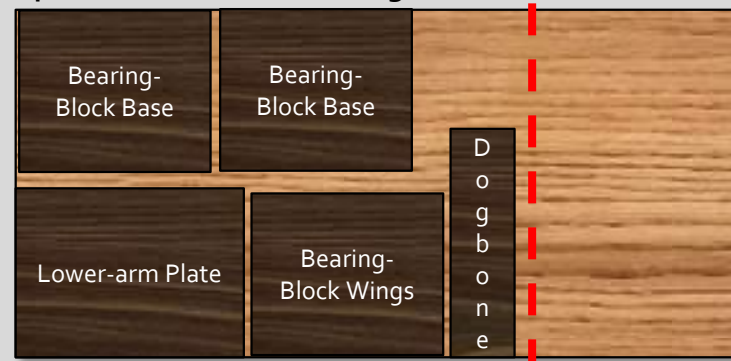 Bearing-
Block Base
Bearing-
Block Base
Lower-arm Plate
Bearing-
Block Wings
D
o
g
b
o
n
e